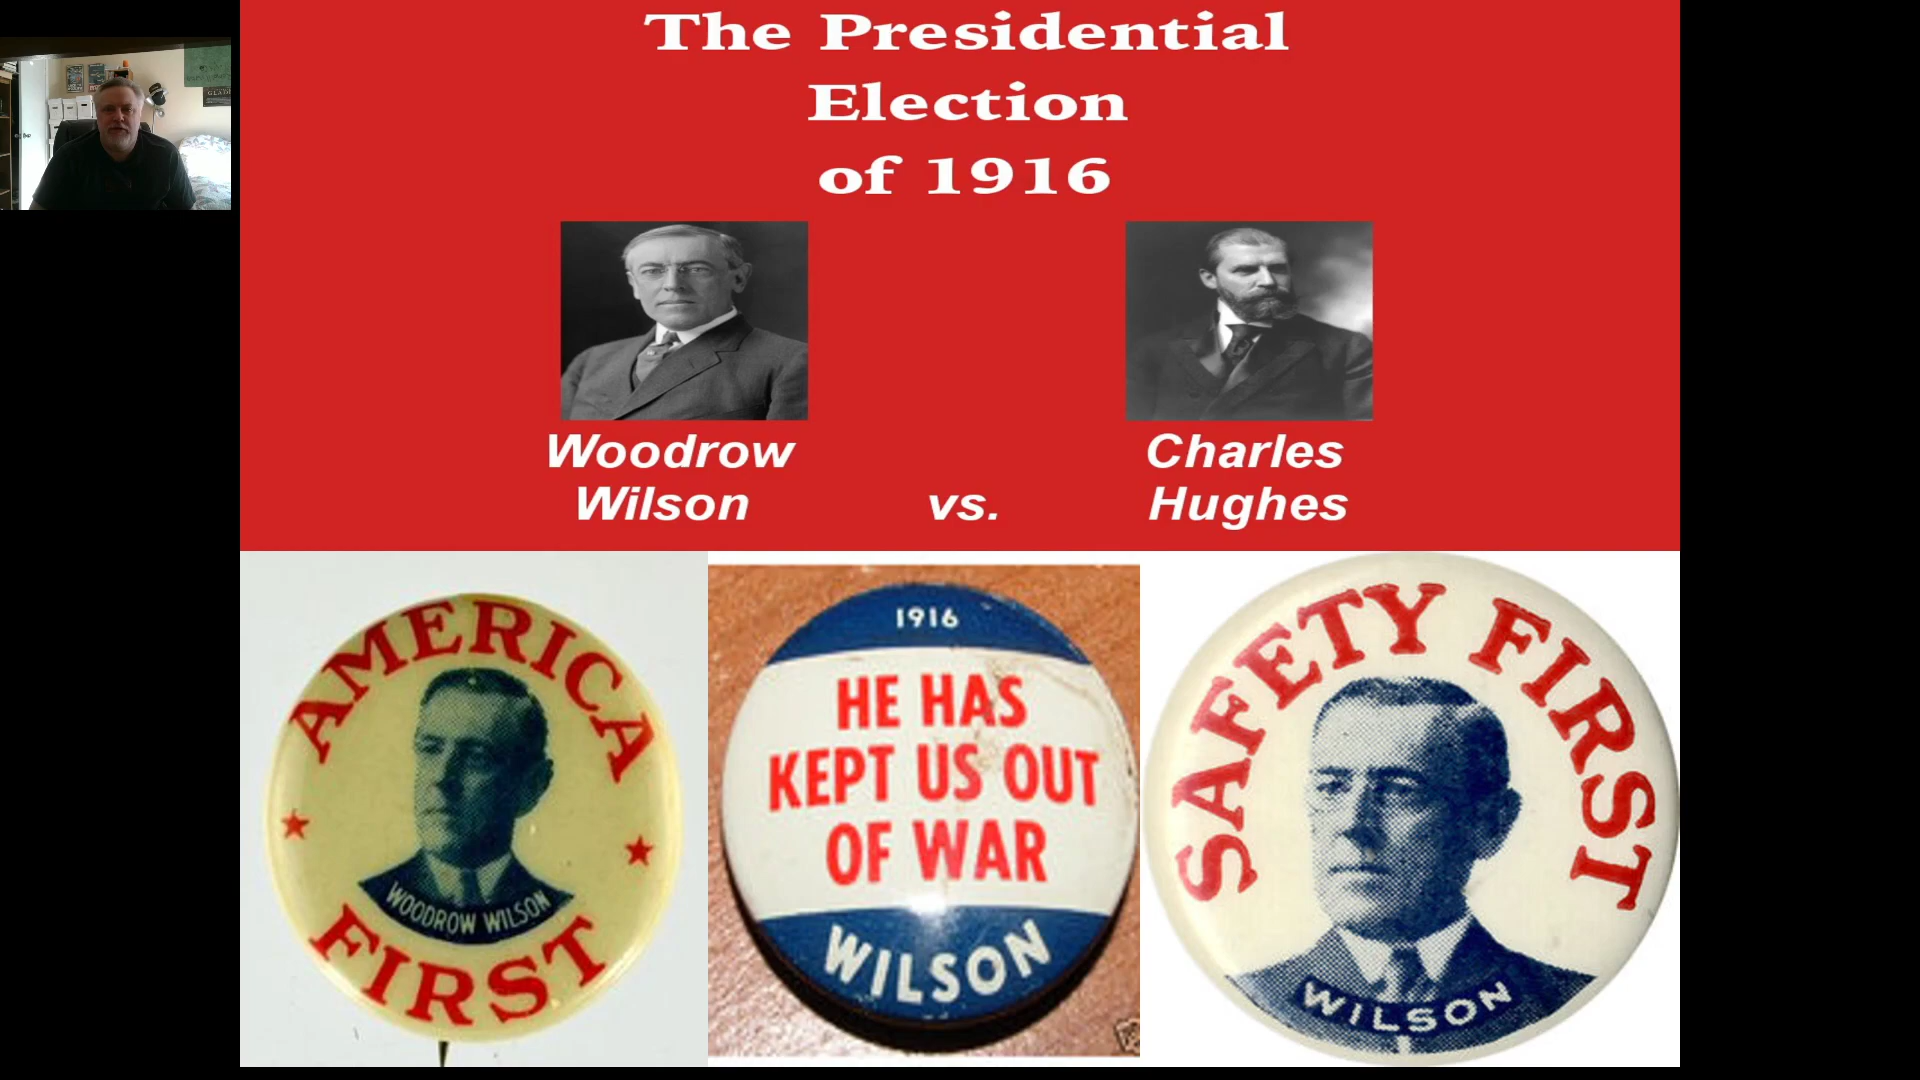 The Presidential
Election
of 1916
Woodrow
Wilson
vs.
Charles
Hughes
AMERICA
WOODROW WILSON
FIRST
1916
HE HAS
KEPT US OUT
OF WAR
WILSON
SAFETY FIRST
WILSON